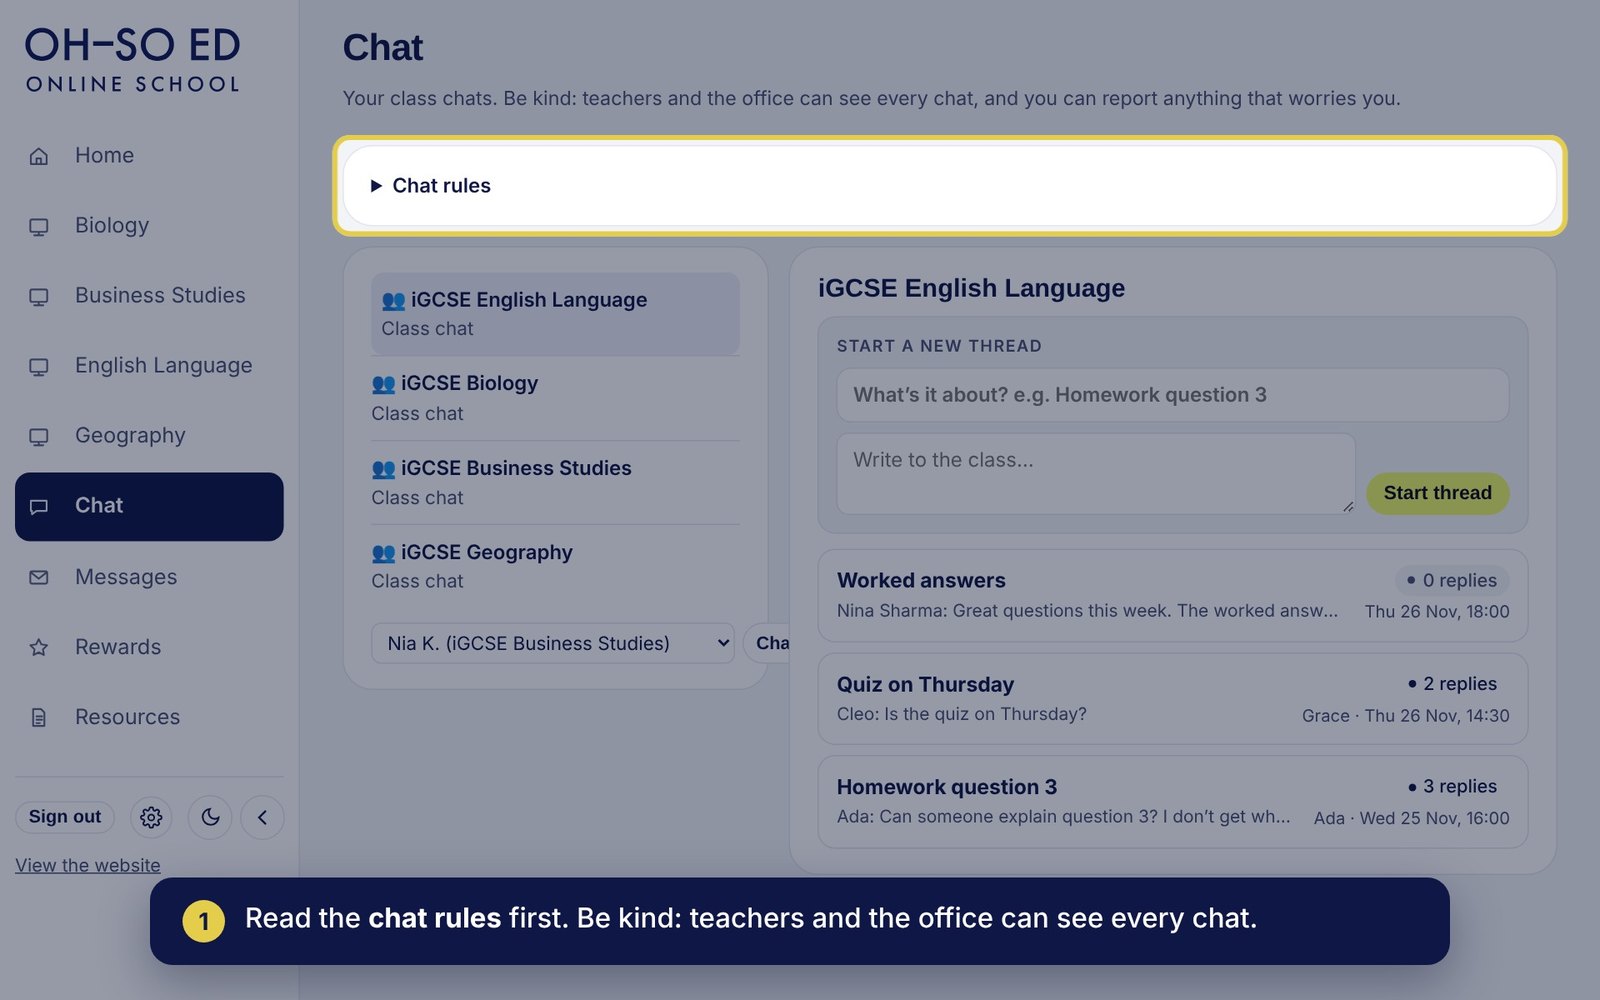 OH–SO ED
ONLINE SCHOOL
Home
Biology
Business Studies
English Language
Geography
Chat
Messages
Rewards
Resources
Sign out
View the website
Chat
Your class chats. Be kind: teachers and the office can see every chat, and you can report anything that worries you.
Chat rules
iGCSE English Language
Class chat
iGCSE Biology
Class chat
iGCSE Business Studies
Class chat
iGCSE Geography
Class chat
Nia K. (iGCSE Business Studies)
Cha
iGCSE English Language
START A NEW THREAD
What’s it about? e.g. Homework question 3
Write to the class...
Start thread
Worked answers
• 0 replies
Nina Sharma: Great questions this week. The worked answ...
Thu 26 Nov, 18:00
Quiz on Thursday
• 2 replies
Cleo: Is the quiz on Thursday?
Grace · Thu 26 Nov, 14:30
Homework question 3
• 3 replies
Ada: Can someone explain question 3? I don’t get wh...
Ada · Wed 25 Nov, 16:00
1 Read the chat rules first. Be kind: teachers and the office can see every chat.